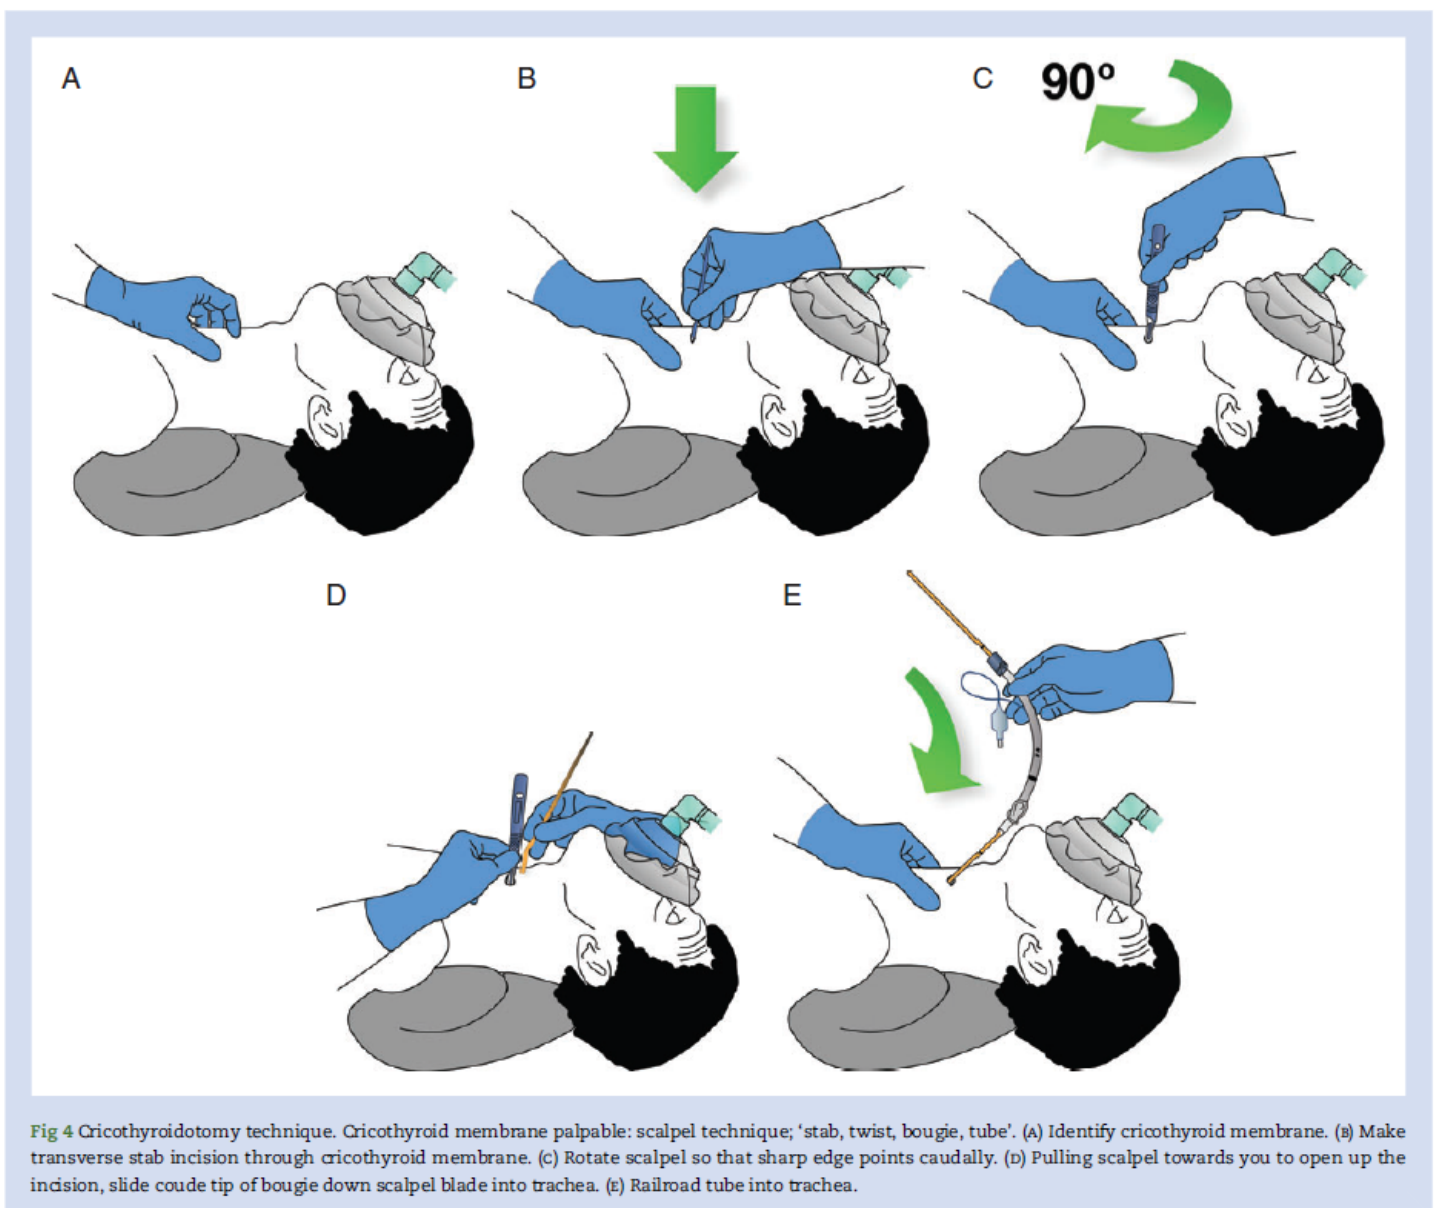 A
B
C
90º
D
E
Fig 4 Cricothyroidotomy technique. Cricothyroid membrane palpable: scalpel technique; ‘stab, twist, bougie, tube’. (A) Identify cricothyroid membrane. (B) Make
transverse stab incision through cricothyroid membrane. (C) Rotate scalpel so that sharp edge points caudally. (D) Pulling scalpel towards you to open up the
incision, slide coude tip of bougie down scalpel blade into trachea. (E) Railroad tube into trachea.